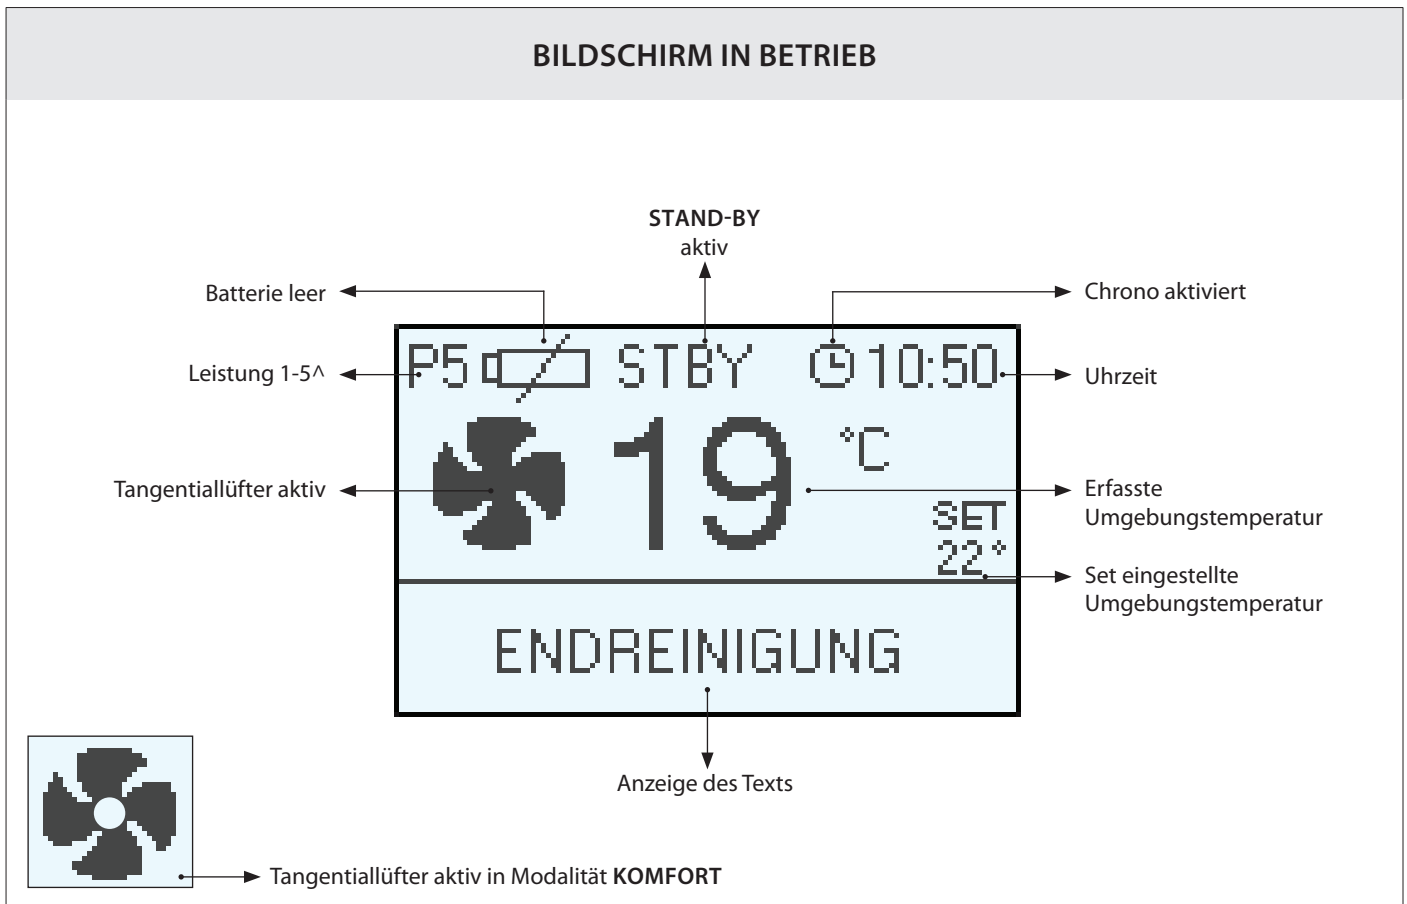 BILDSCHIRM IN BETRIEB
STAND-BY
aktiv
Batterie leer
Chrono aktiviert
P5 STBY 10:50
Leistung 1-5^
Uhrzeit
19 °C
Tangentiallüfter aktiv
Erfasste
Umgebungstemperatur
SET
22°
Set eingestellte
Umgebungstemperatur
ENDREINIGUNG
Anzeige des Texts
Tangentiallüfter aktiv in Modalität KOMFORT